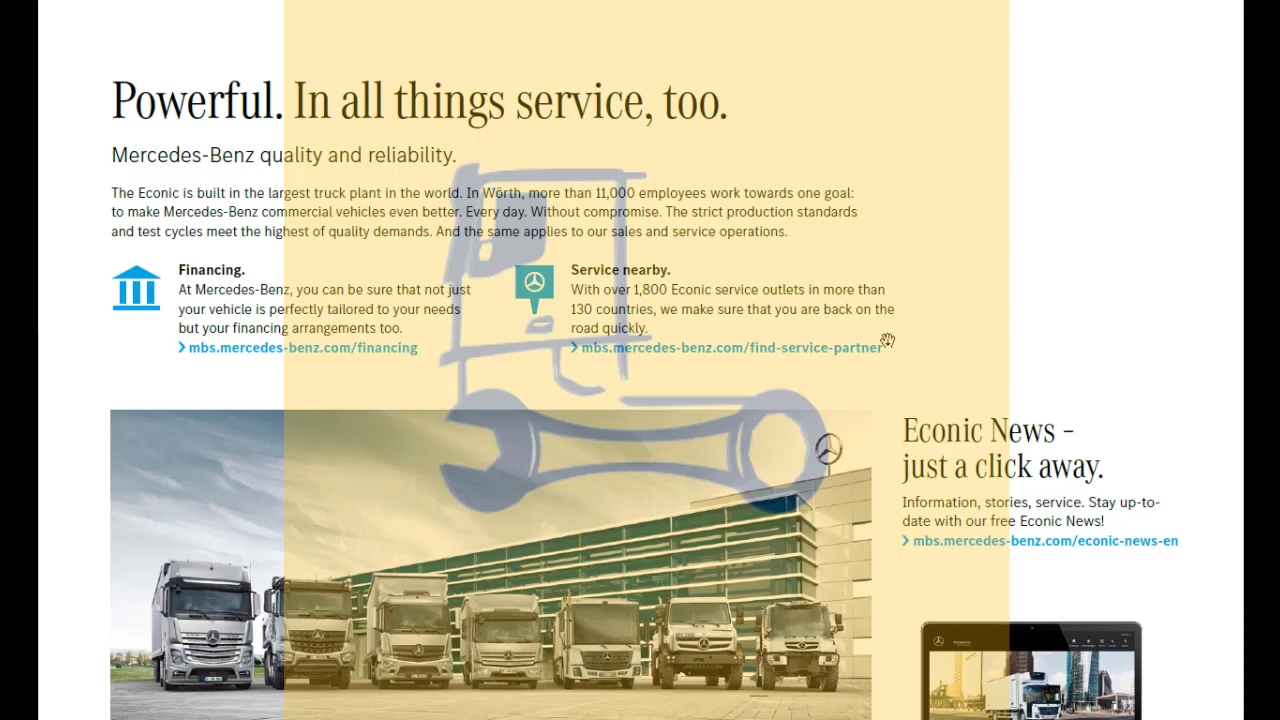 Powerful. In all things service, too.
Mercedes-Benz quality and reliability.
The Econic is built in the largest truck plant in the world. In Wörth, more than 11,000 employees work towards one goal:
to make Mercedes-Benz commercial vehicles even better. Every day. Without compromise. The strict production standards
and test cycles meet the highest of quality demands. And the same applies to our sales and service operations.
Financing.
At Mercedes-Benz, you can be sure that not just
your vehicle is perfectly tailored to your needs
but your financing arrangements too.
mbs.mercedes-benz.com/financing
Service nearby.
With over 1,800 Econic service outlets in more than
130 countries, we make sure that you are back on the
road quickly.
mbs.mercedes-benz.com/find-service-partner
Econic News –
just a click away.
Information, stories, service. Stay up-to-
date with our free Econic News!
mbs.mercedes-benz.com/econic-news-en